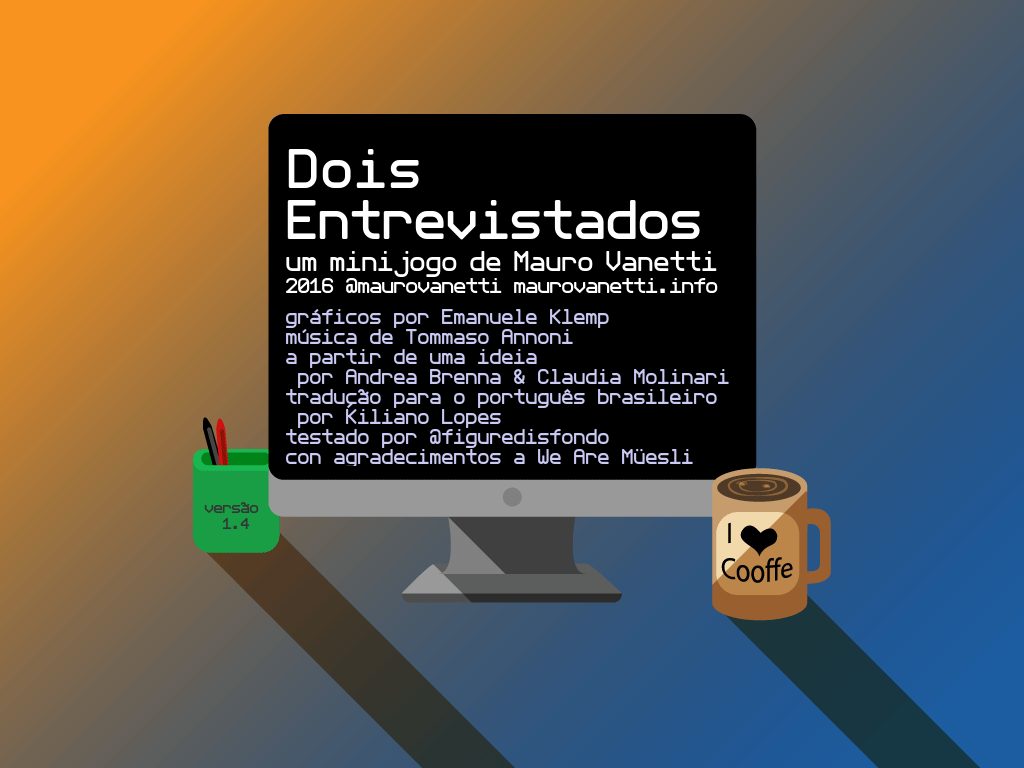 Dois
Entrevistados
um minijogo de Mauro Vanetti
2016 @maurovanetti maurovanetti.info
gráficos por Emanuele Klemp
música de Tommaso Annoni
a partir de uma ideia
por Andrea Brenna & Claudia Molinari
tradução para o português brasileiro
por Kiliano Lopes
testado por @figuredisfondo
con agradecimentos a We Are Müesli
versão
1.4
I ❤
Cooffe